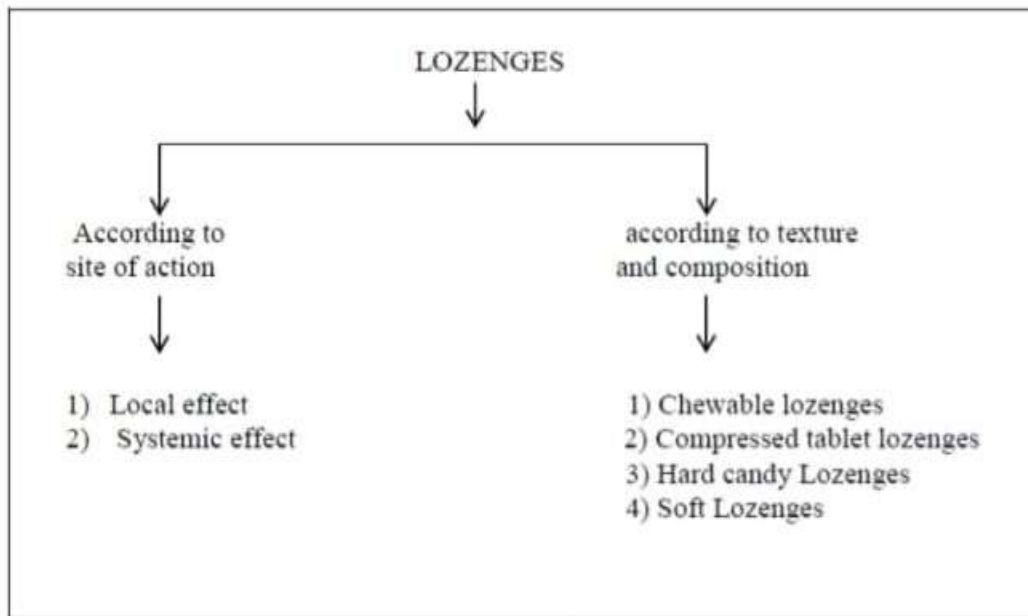 LOZENGES
According to
site of action
1) Local effect
2) Systemic effect
according to texture
and composition
1) Chewable lozenges
2) Compressed tablet lozenges
3) Hard candy Lozenges
4) Soft Lozenges